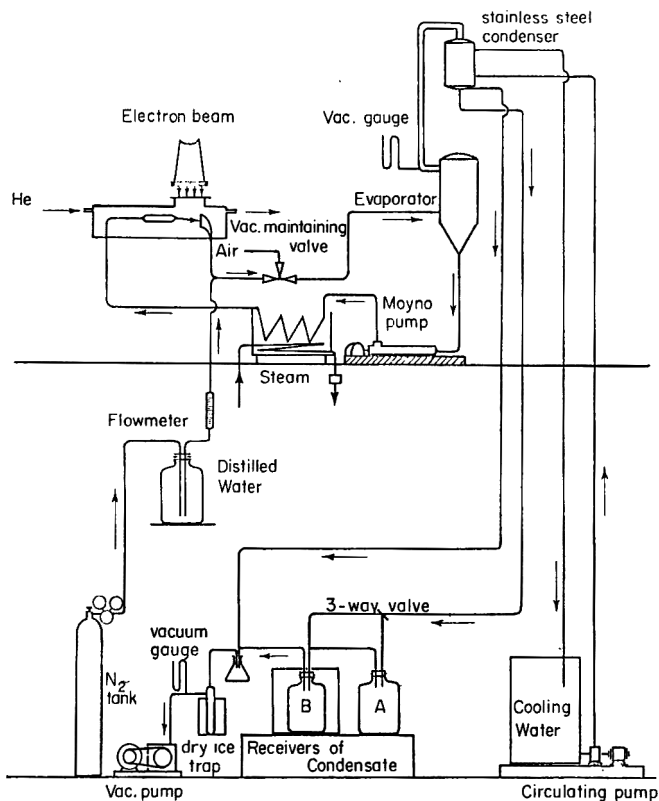 stainless steel
condenser
Electron beam
Vac. gauge
He
Evaporator
Vac. maintaining
valve
Air
Moyno
pump
Steam
Flowmeter
Distilled
Water
3-way valve
vacuum
gauge
N2
tank
B
A
Cooling
Water
dry ice
trap
Receivers of
Condensate
Vac. pump
Circulating pump